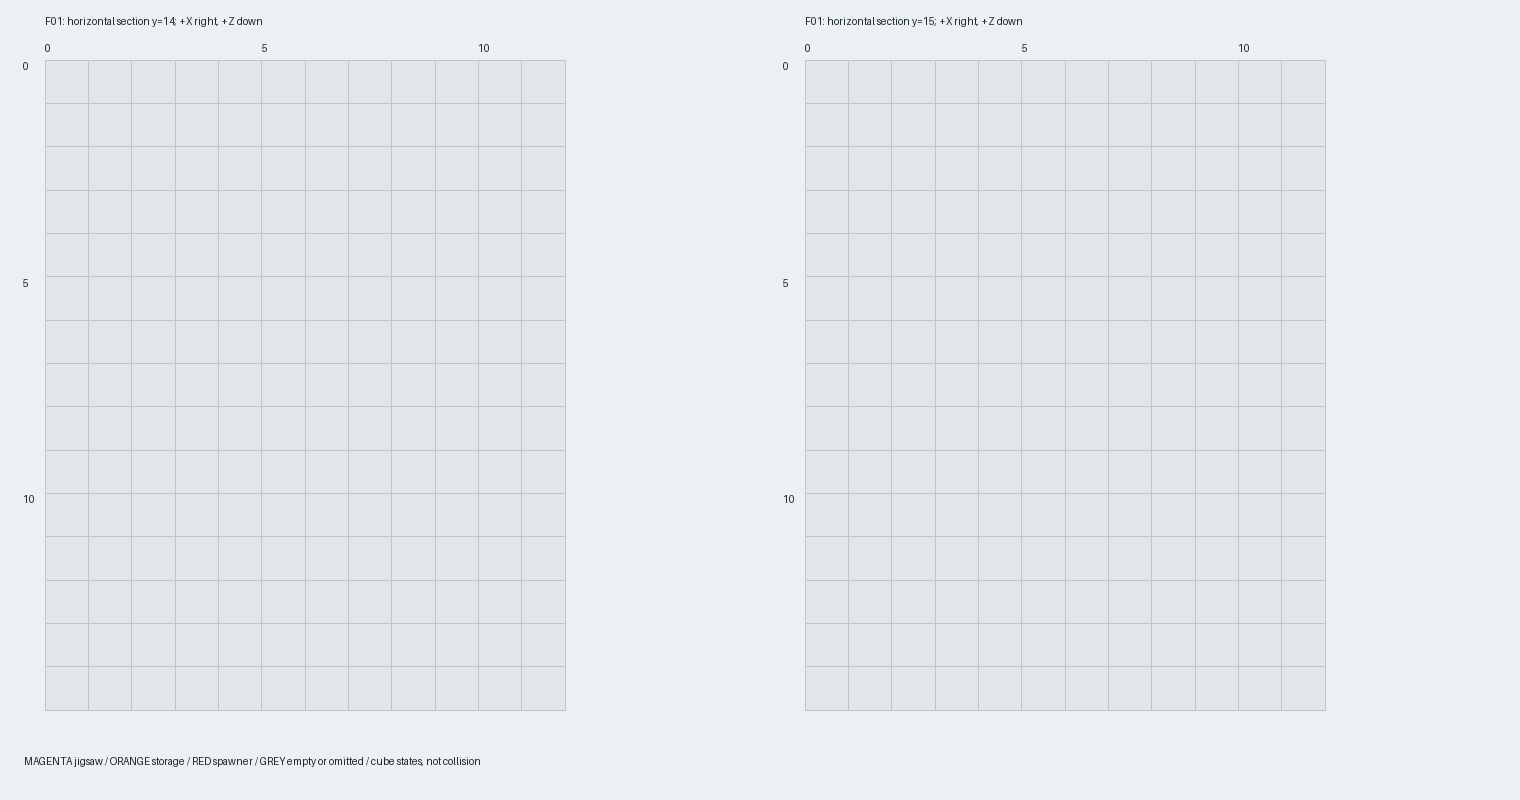 F01: horizontal section y=14; +X right, +Z down
0 5 10
0
5
10
F01: horizontal section y=15; +X right, +Z down
0 5 10
0
5
10
MAGENTA jigsaw / ORANGE storage / RED spawner / GREY empty or omitted / cube states, not collision